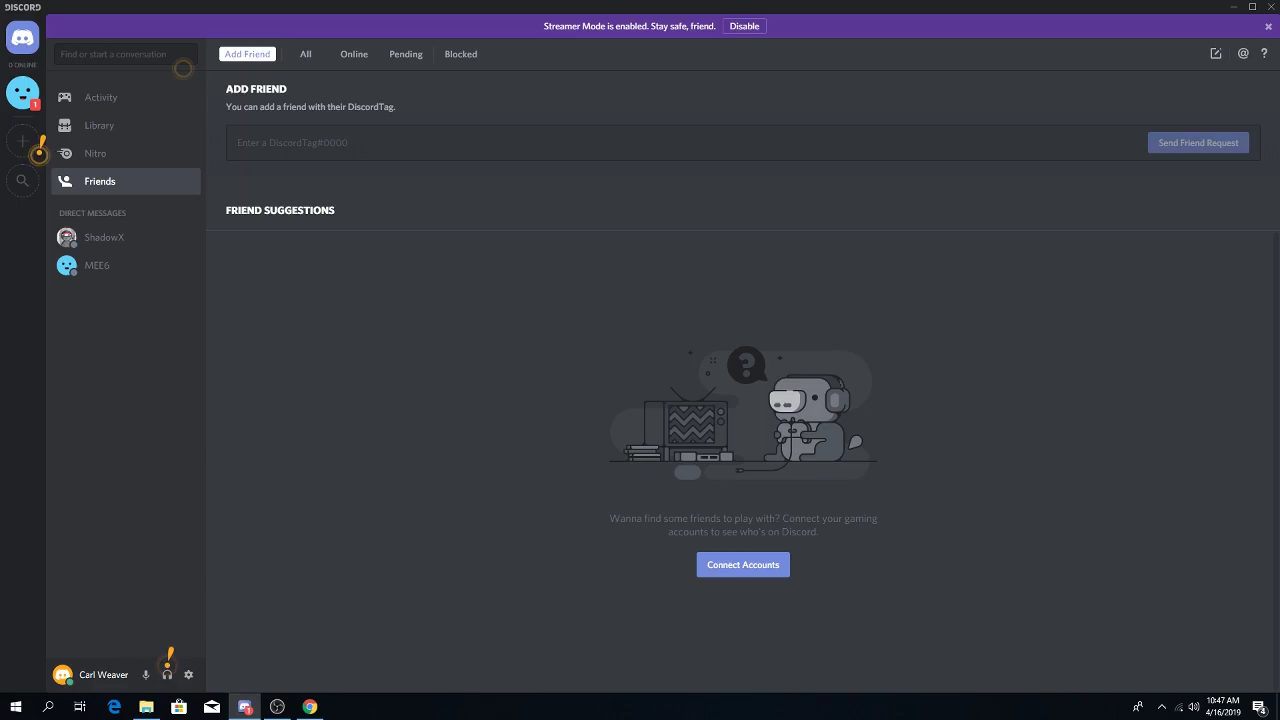 DISCORD
Streamer Mode is enabled. Stay safe, friend. Disable
Find or start a conversation
Add Friend All Online Pending Blocked
0 ONLINE
1
Activity
Library
Nitro
Friends
DIRECT MESSAGES
ShadowX
MEE6
ADD FRIEND
You can add a friend with their DiscordTag.
Enter a DiscordTag#0000
Send Friend Request
FRIEND SUGGESTIONS
?
Wanna find some friends to play with? Connect your gaming
accounts to see who's on Discord.
Connect Accounts
Carl Weaver
1
10:47 AM
4/16/2019
4